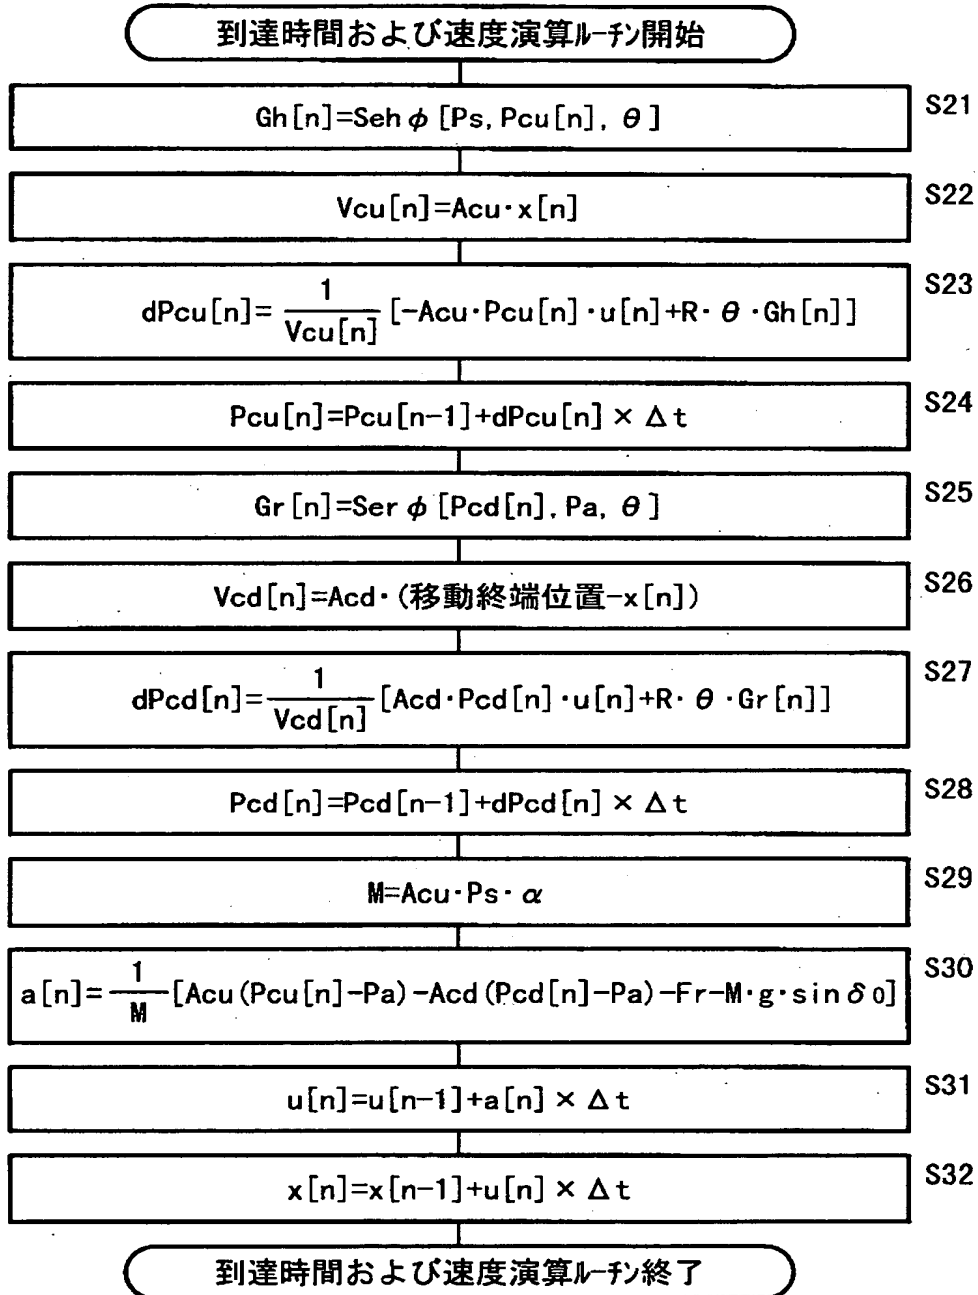 到達時間および速度演算ルーチン開始
Gh[n]=Sehφ[Ps, Pcu[n], θ] S21
Vcu[n]=Acu·x[n] S22
dPcu[n]= 1/Vcu[n] [-Acu·Pcu[n]·u[n]+R·θ·Gh[n]] S23
Pcu[n]=Pcu[n-1]+dPcu[n]×Δt S24
Gr[n]=Serφ[Pcd[n], Pa, θ] S25
Vcd[n]=Acd·(移動終端位置-x[n]) S26
dPcd[n]= 1/Vcd[n] [Acd·Pcd[n]·u[n]+R·θ·Gr[n]] S27
Pcd[n]=Pcd[n-1]+dPcd[n]×Δt S28
M=Acu·Ps·α S29
a[n]= 1/M [Acu(Pcu[n]-Pa)-Acd(Pcd[n]-Pa)-Fr-M·g·sinδ0] S30
u[n]=u[n-1]+a[n]×Δt S31
x[n]=x[n-1]+u[n]×Δt S32
到達時間および速度演算ルーチン終了